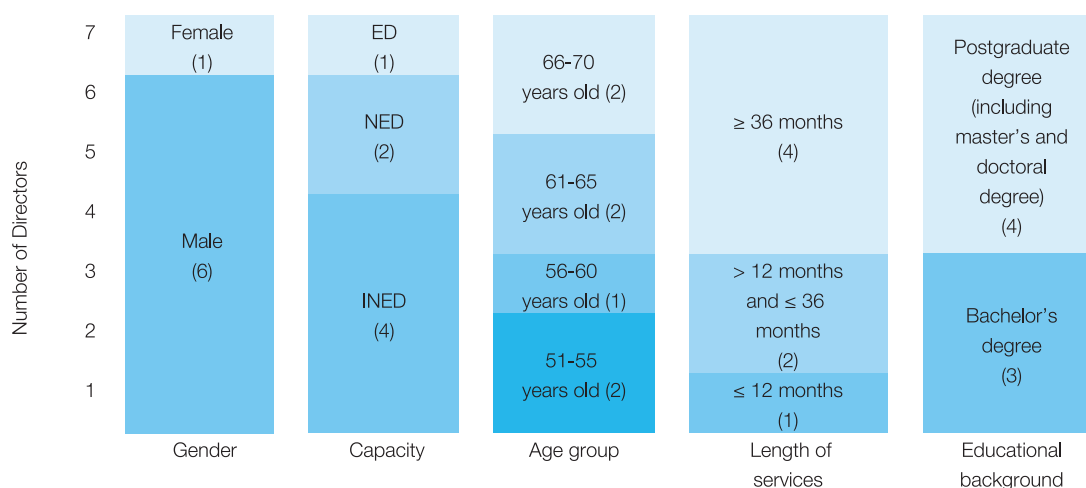 Number of Directors
7
6
5
4
3
2
1
Female
(1)
Male
(6)
Gender
ED
(1)
NED
(2)
INED
(4)
Capacity
66-70
years old (2)
61-65
years old (2)
56-60
years old (1)
51-55
years old (2)
Age group
≥ 36 months
(4)
> 12 months
and ≤ 36
months
(2)
≤ 12 months
(1)
Length of
services
Postgraduate
degree
(including
master's and
doctoral
degree)
(4)
Bachelor's
degree
(3)
Educational
background